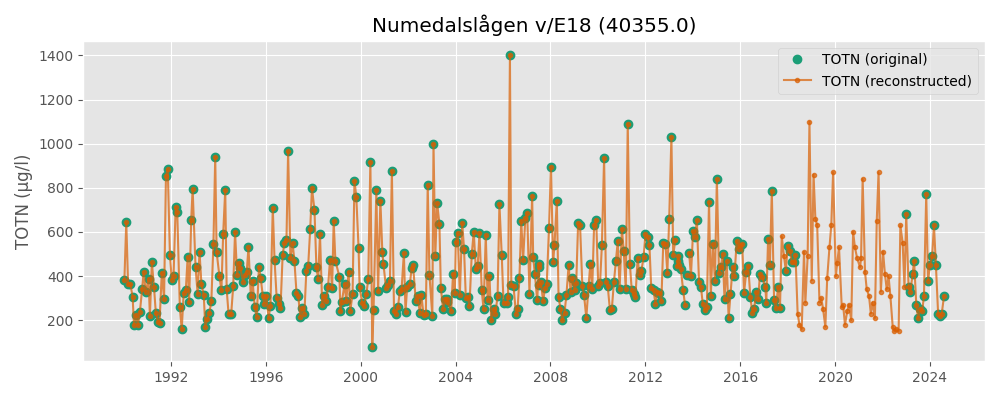 Numedalslågen v/E18 (40355.0)
TOTN (original)
TOTN (reconstructed)
TOTN (µg/l)
1400
1200
1000
800
600
400
200
1992 1996 2000 2004 2008 2012 2016 2020 2024